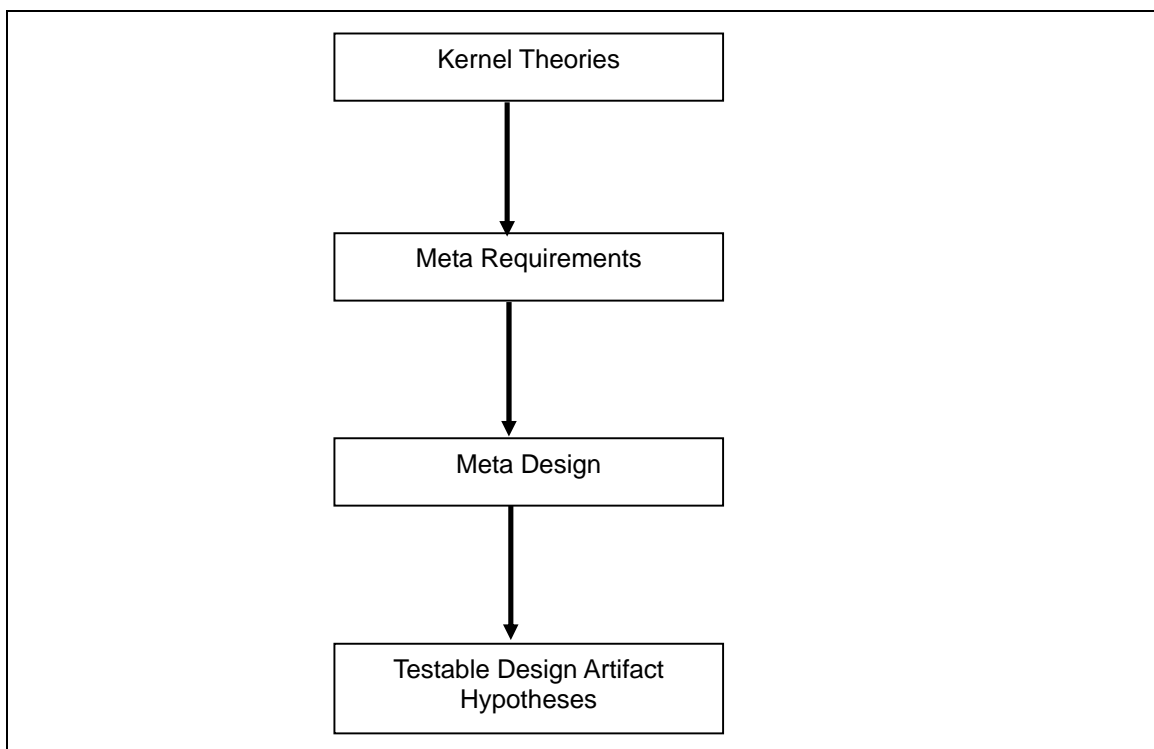 Kernel Theories
Meta Requirements
Meta Design
Testable Design Artifact
Hypotheses